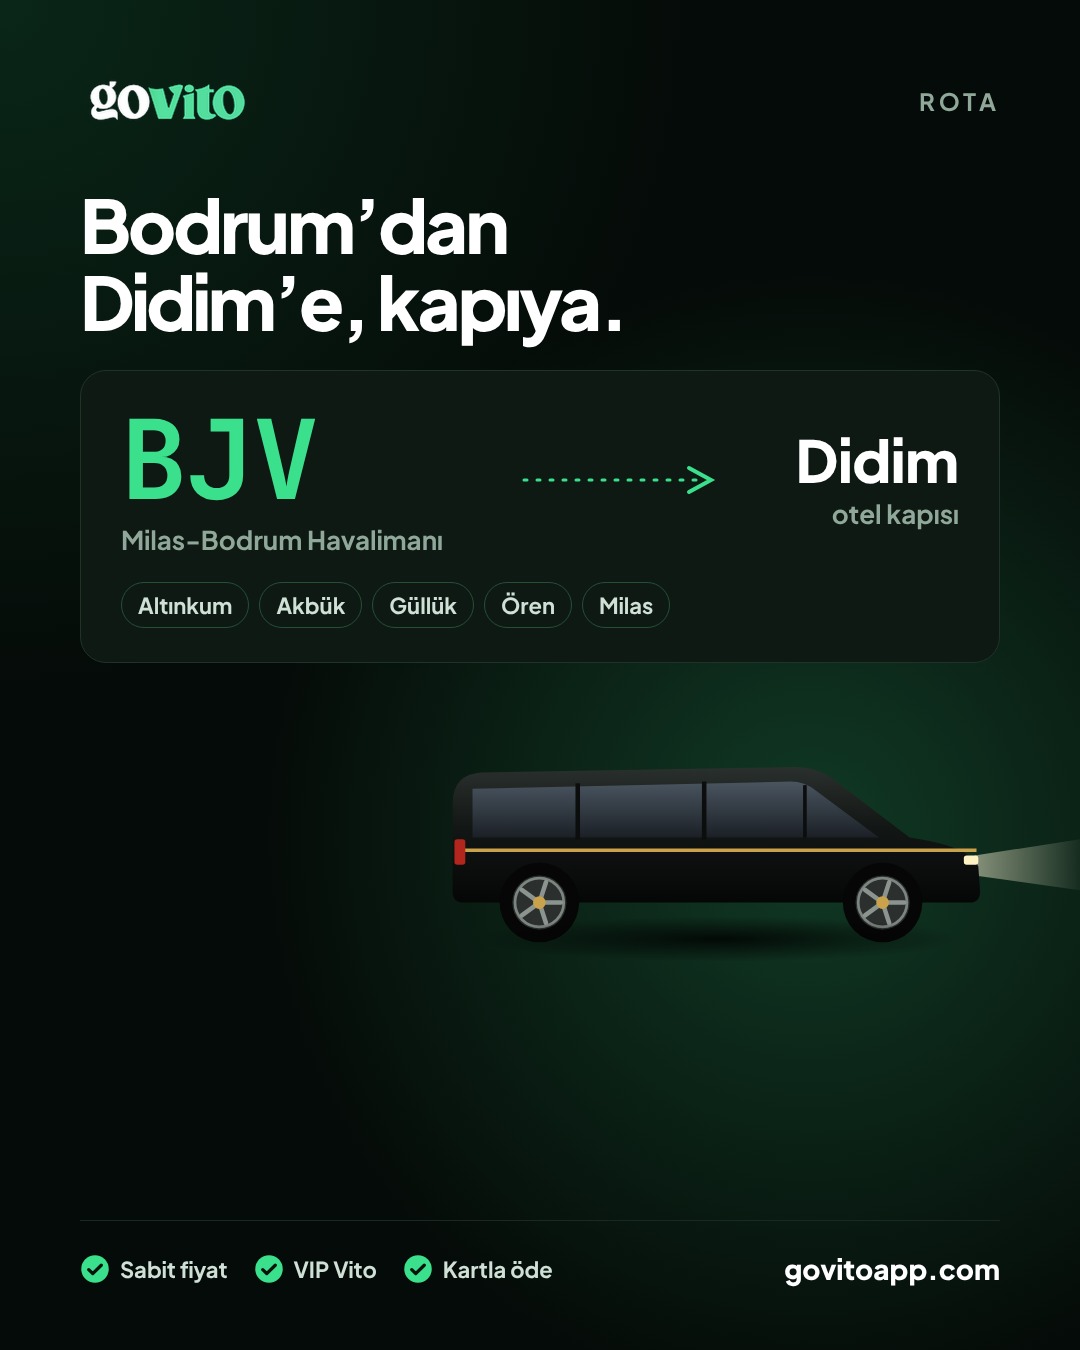 govito
ROTA
Bodrum’dan
Didim’e, kapıya.
BJV
Milas–Bodrum Havalimanı
Didim
otel kapısı
Altınkum
Akbük
Güllük
Ören
Milas
Sabit fiyat
VIP Vito
Kartla öde
govitoapp.com